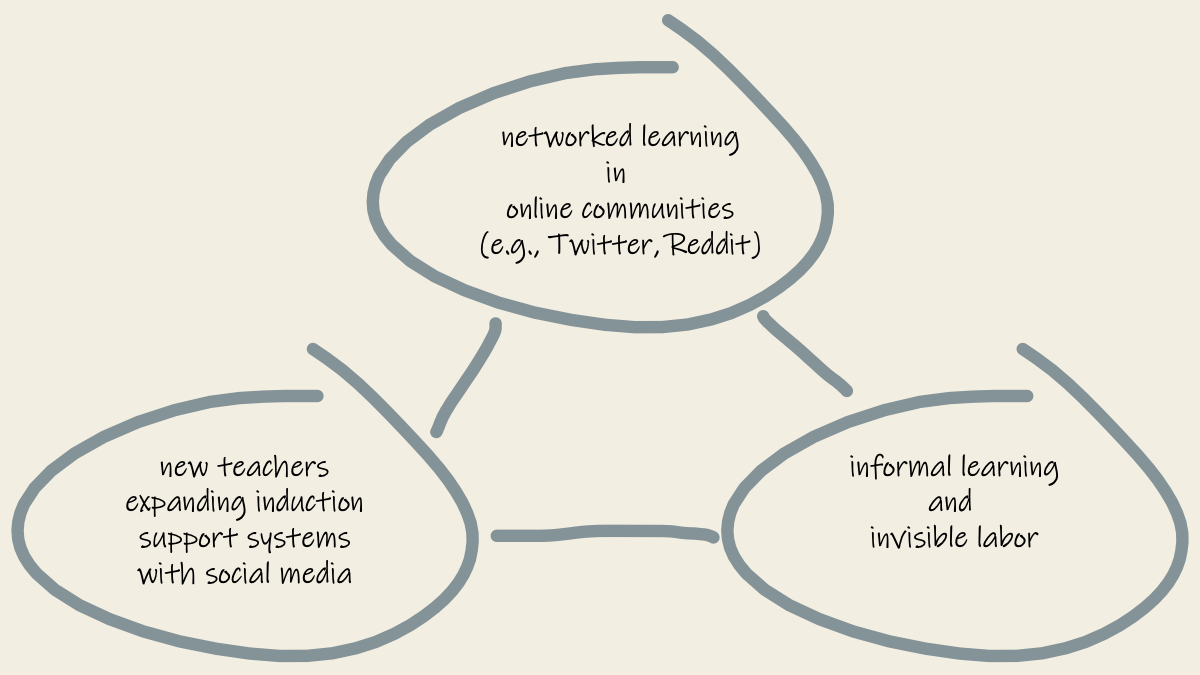 networked learning
in
online communities
(e.g., Twitter, Reddit)
new teachers
expanding induction
support systems
with social media
informal learning
and
invisible labor